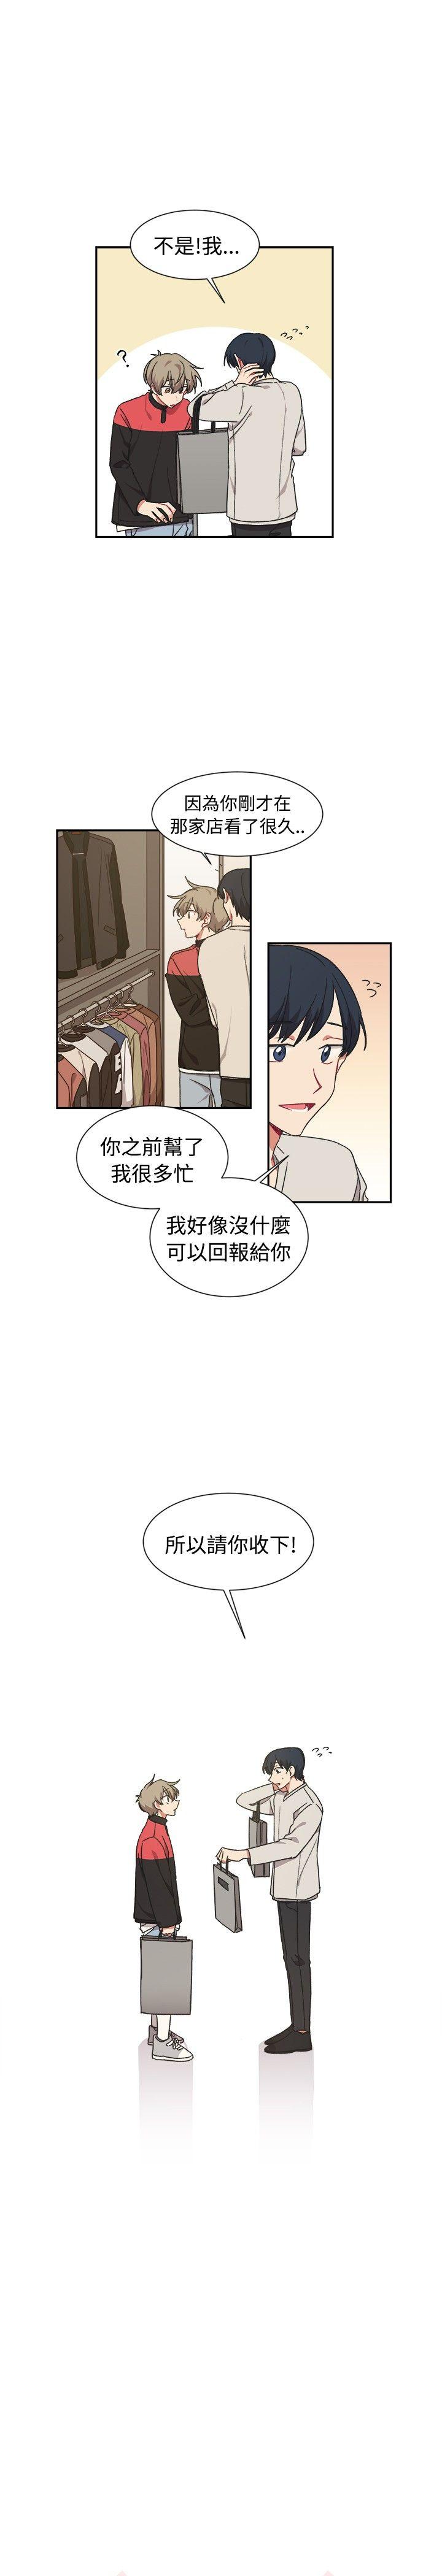 不是!我...
?
因為你剛才在
那家店看了很久..
你之前幫了
我很多忙
我好像沒什麼
可以回報給你
所以請你收下!